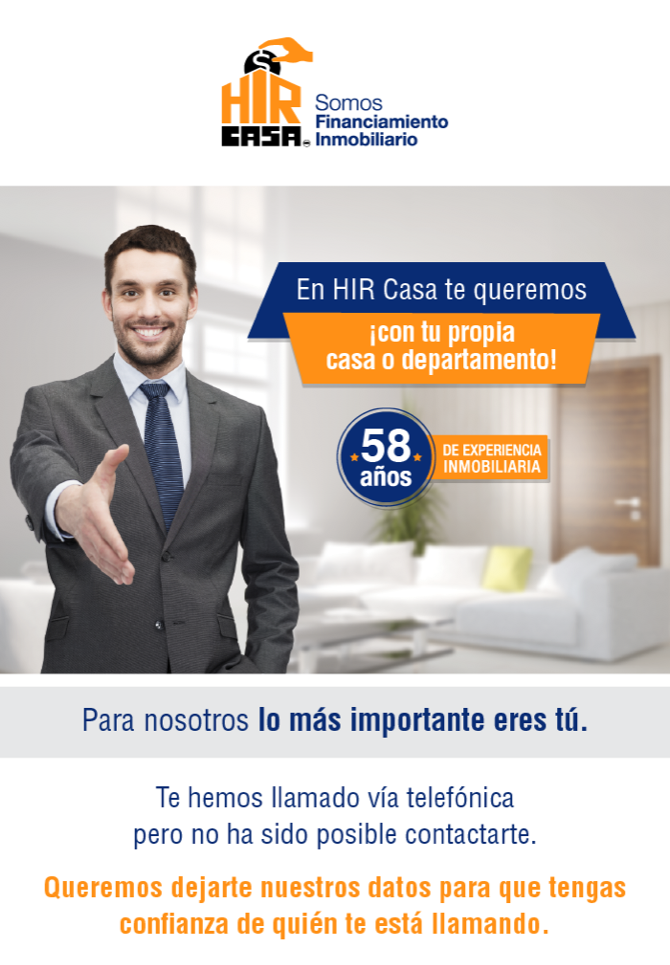 HIR
CASA
Somos
Financiamiento
Inmobiliario
En HIR Casa te queremos
¡con tu propia
casa o departamento!
58
años
DE EXPERIENCIA
INMOBILIARIA
Para nosotros lo más importante eres tú.
Te hemos llamado vía telefónica
pero no ha sido posible contactarte.
Queremos dejarte nuestros datos para que tengas
confianza de quién te está llamando.